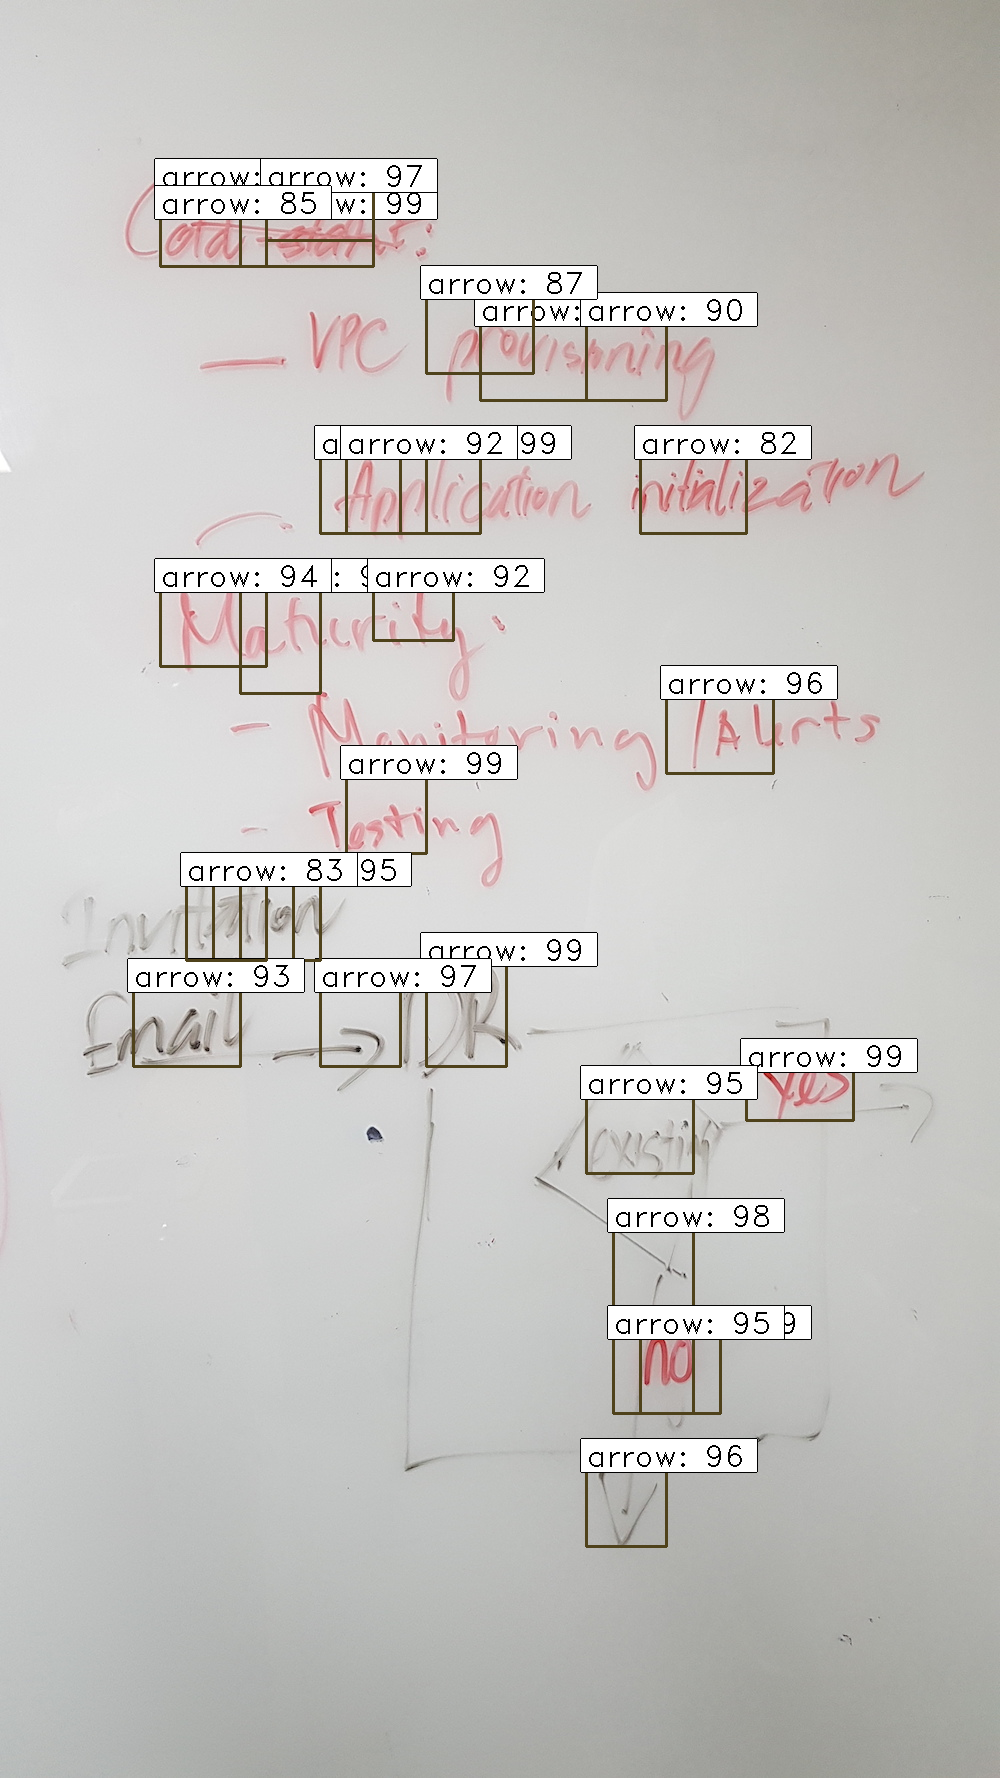 arrow: arrow: 97
arrow: 85 w: 99
Cold start:
arrow: 87
arrow: arrow: 90
— VPC provisioning
a arrow: 92 99 arrow: 82
— Application initialization
arrow: 94 : 9 arrow: 92
Maturity:
arrow: 96
- Monitoring /Alerts
arrow: 99
- Testing
arrow: 83 95
Invitation
arrow: 99
arrow: 93 arrow: 97
Email → DR
arrow: 99
yes
arrow: 95
existing
arrow: 98
arrow: 95 9
no
arrow: 96